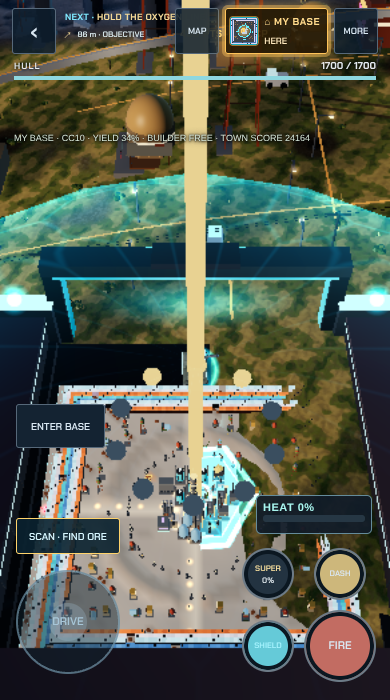 ‹
NEXT · HOLD THE OXYGE
↗ 86 m · OBJECTIVE
MAP
⌂ MY BASE
HERE
MORE
HULL
1700 / 1700
MY BASE · CC10 · YIELD 34% · BUILDER FREE · TOWN SCORE 24164
ENTER BASE
HEAT 0%
SCAN · FIND ORE
SUPER
0%
DASH
DRIVE
SHIELD
FIRE